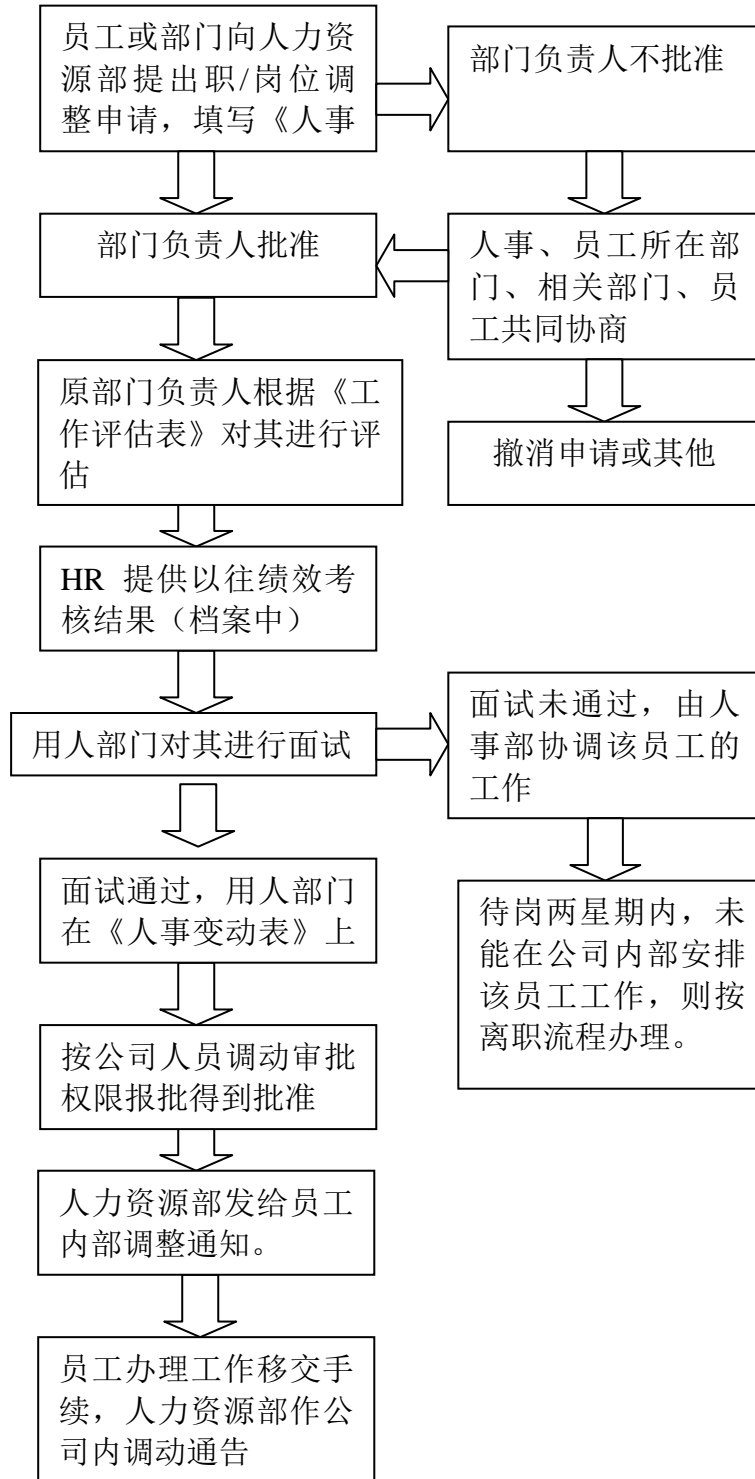 员工或部门向人力资
源部提出职/岗位调
整申请，填写《人事
部门负责人不批准
部门负责人批准
人事、员工所在部
门、相关部门、员
工共同协商
原部门负责人根据《工
作评估表》对其进行评
估
撤消申请或其他
HR 提供以往绩效考
核结果（档案中）
用人部门对其进行面试
面试未通过，由人
事部协调该员工的
工作
面试通过，用人部门
在《人事变动表》上
待岗两星期内，未
能在公司内部安排
该员工工作，则按
离职流程办理。
按公司人员调动审批
权限报批得到批准
人力资源部发给员工
内部调整通知。
员工办理工作移交手
续，人力资源部作公
司内调动通告